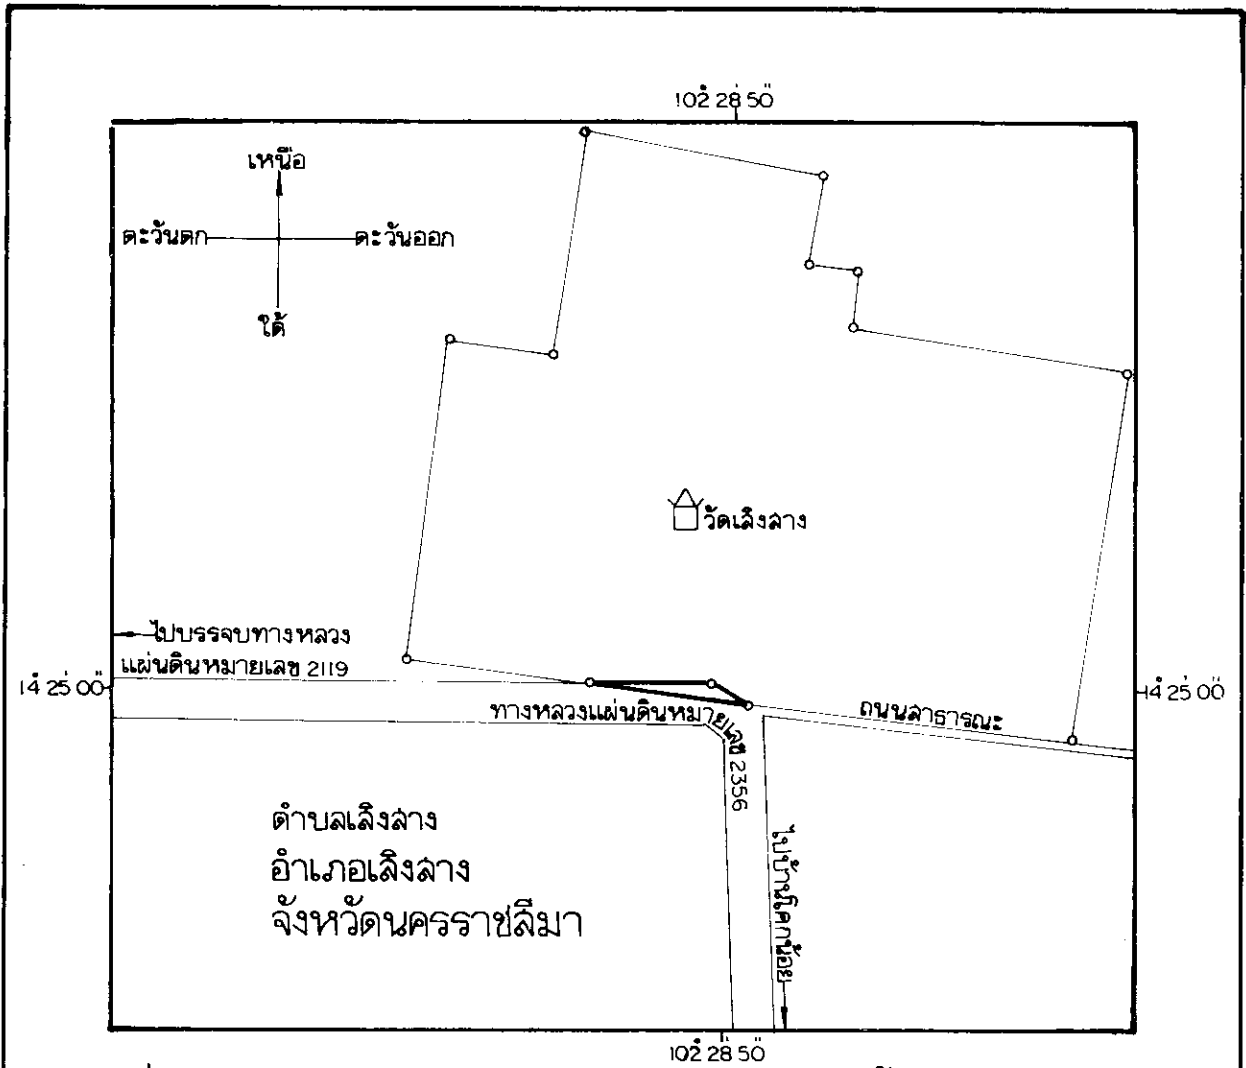 102° 28' 50"
เหนือ
ตะวันตก
ตะวันออก
ใต้
วัดเสิงสาง
ไปบรรจบทางหลวง
แผ่นดินหมายเลข 2119
14° 25' 00"
14° 25' 00"
ทางหลวงแผ่นดินหมายเลข 2356
ถนนสาธารณะ
ตำบลเสิงสาง
อำเภอเสิงสาง
จังหวัดนครราชสีมา
ไปบ้านโคกน้อย
102° 28' 50"